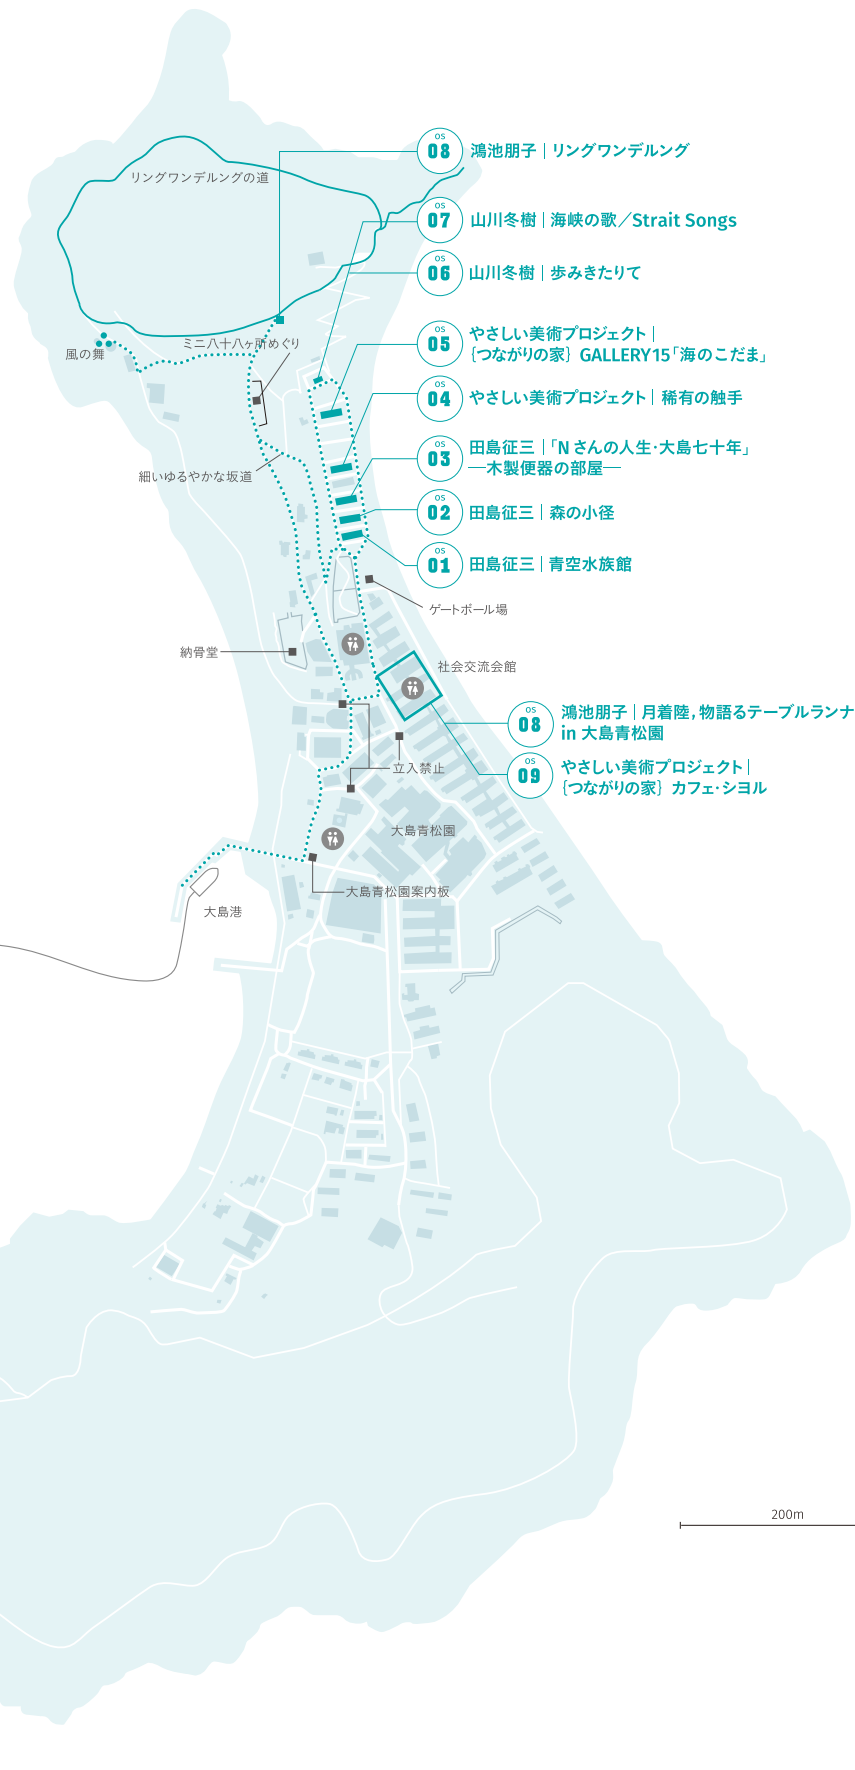 os
08
鴻池朋子｜リングワンデルング
リングワンデルングの道
os
07
山川冬樹｜海峡の歌／Strait Songs
os
06
山川冬樹｜歩みきたりて
os
05
やさしい美術プロジェクト｜
｛つながりの家｝GALLERY15「海のこだま」
ミニ八十八ヶ所めぐり
風の舞
os
04
やさしい美術プロジェクト｜稀有の触手
os
03
田島征三｜「Nさんの人生・大島七十年」
—木製便器の部屋—
細いゆるやかな坂道
os
02
田島征三｜森の小径
os
01
田島征三｜青空水族館
ゲートボール場
納骨堂
社会交流会館
os
08
鴻池朋子｜月着陸，物語るテーブルランナ
in 大島青松園
os
09
やさしい美術プロジェクト｜
｛つながりの家｝カフェ・シヨル
立入禁止
大島青松園
大島青松園案内板
大島港
200m